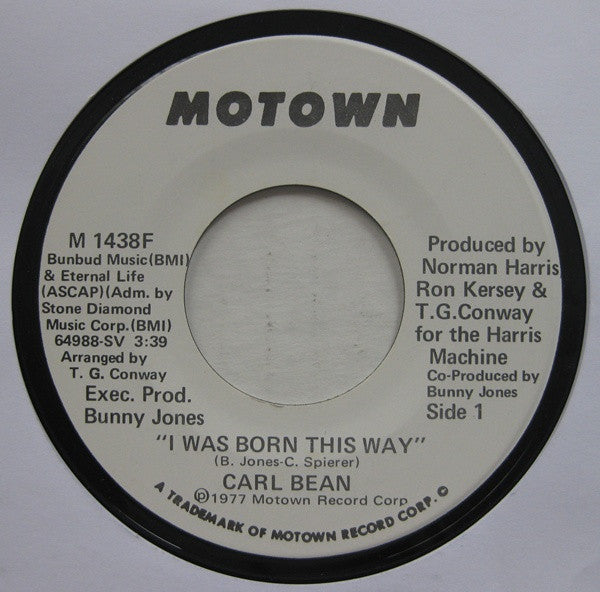 MOTOWN
M 1438F
Bunbud Music(BMI)
& Eternal Life
(ASCAP)(Adm. by
Stone Diamond
Music Corp.(BMI)
64988-SV 3:39
Arranged by
T. G. Conway
Exec. Prod.
Bunny Jones
Produced by
Norman Harris
Ron Kersey &
T.G.Conway
for the Harris
Machine
Co-Produced by
Bunny Jones
Side 1
"I WAS BORN THIS WAY"
(B. Jones-C. Spierer)
CARL BEAN
℗1977 Motown Record Corp
A TRADEMARK OF MOTOWN RECORD CORP. ©